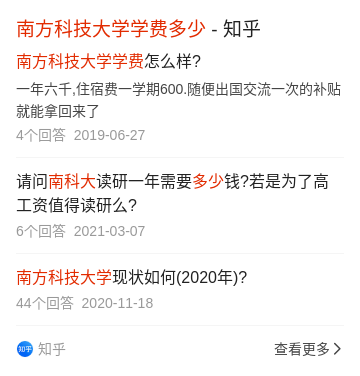 南方科技大学学费多少 - 知乎
南方科技大学学费怎么样?
一年六千,住宿费一学期600.随便出国交流一次的补贴
就能拿回来了
4个回答 2019-06-27
请问南科大读研一年需要多少钱?若是为了高
工资值得读研么?
6个回答 2021-03-07
南方科技大学现状如何(2020年)?
44个回答 2020-11-18
知乎 知乎 查看更多